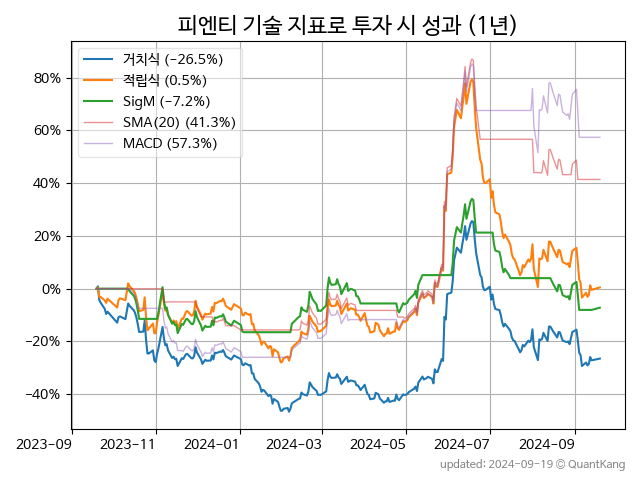 피엔티 기술 지표로 투자 시 성과 (1년)
거치식 (−26.5%)
적립식 (0.5%)
SigM (−7.2%)
SMA(20) (41.3%)
MACD (57.3%)
80%
60%
40%
20%
0%
−20%
−40%
2023-09 2023-11 2024-01 2024-03 2024-05 2024-07 2024-09
updated: 2024-09-19 © QuantKang